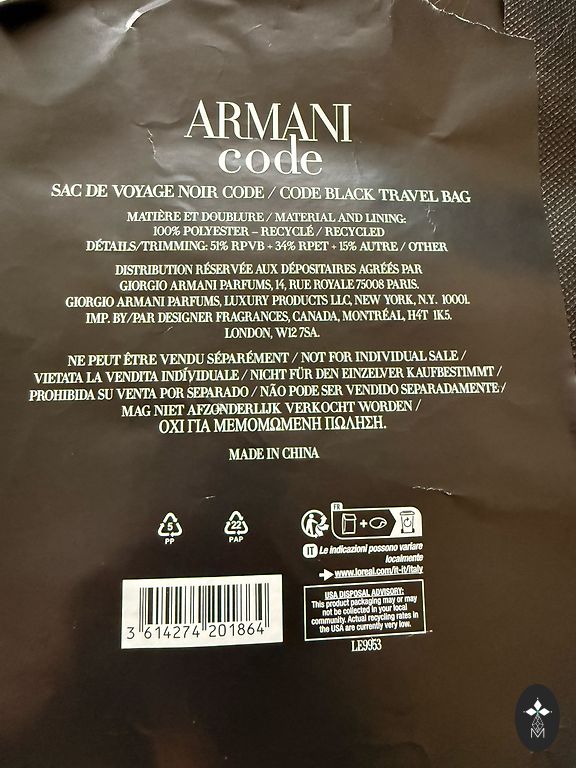 ARMANI
code
SAC DE VOYAGE NOIR CODE / CODE BLACK TRAVEL BAG
MATIÈRE ET DOUBLURE / MATERIAL AND LINING:
100% POLYESTER – RECYCLÉ / RECYCLED
DÉTAILS/TRIMMING: 51% RPVB + 34% RPET + 15% AUTRE / OTHER
DISTRIBUTION RÉSERVÉE AUX DÉPOSITAIRES AGRÉÉS PAR
GIORGIO ARMANI PARFUMS, 14, RUE ROYALE 75008 PARIS.
GIORGIO ARMANI PARFUMS, LUXURY PRODUCTS LLC, NEW YORK, N.Y. 10001.
IMP. BY/PAR DESIGNER FRAGRANCES, CANADA, MONTRÉAL, H4T 1K5.
LONDON, W12 7SA.
NE PEUT ÊTRE VENDU SÉPARÉMENT / NOT FOR INDIVIDUAL SALE /
VIETATA LA VENDITA INDÍVIDUALE / NICHT FÜR DEN EINZELVER KAUFBESTIMMT /
PROHIBIDA SU VENTA POR SEPARADO / NÃO PODE SER VENDIDO SEPARADAMENTE /
MAG NIET AFZONDERLIJK VERKOCHT WORDEN /
ΟΧΙ ΓΙΑ ΜΕΜΟΜΩΜΕΝΗ ΠΩΛΗΣΗ.
MADE IN CHINA
5
PP
22
PAP
FR
IT Le indicazioni possono variare
localmente
www.loreal.com/it-it/italy
USA DISPOSAL ADVISORY:
This product packaging may or may
not be collected in your local
community. Actual recycling rates in
the USA are currently very low.
LE9953
3 614274 201864
M